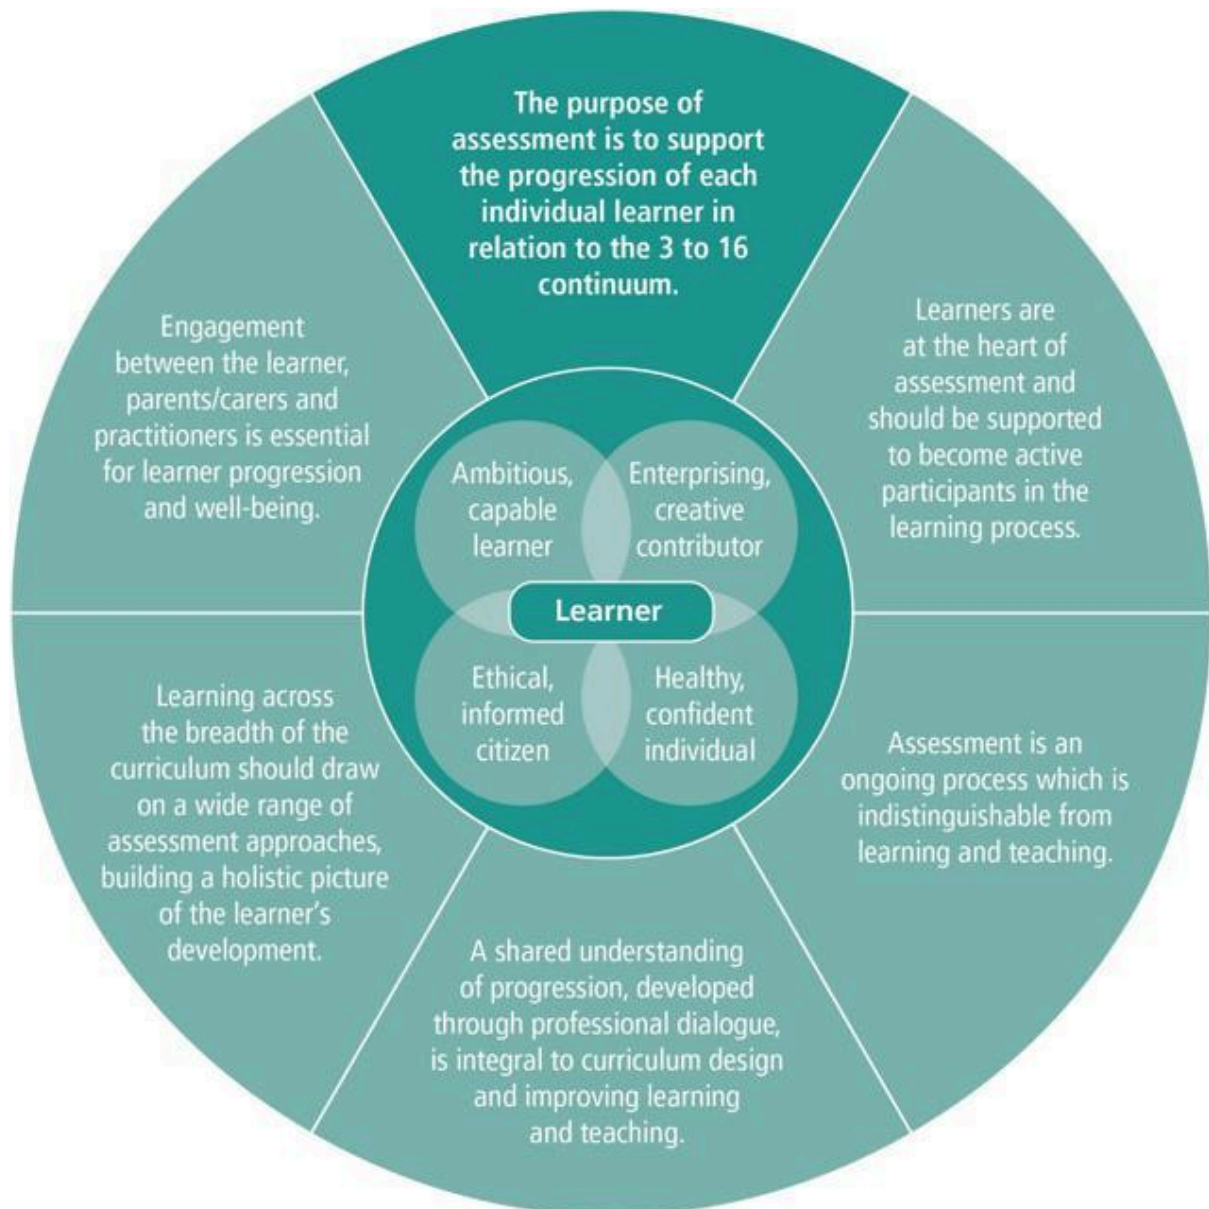 The purpose of
assessment is to support
the progression of each
individual learner in
relation to the 3 to 16
continuum.
Learners are
at the heart of
assessment and
should be supported
to become active
participants in the
learning process.
Assessment is an
ongoing process which is
indistinguishable from
learning and teaching.
A shared understanding
of progression, developed
through professional dialogue,
is integral to curriculum design
and improving learning
and teaching.
Learning across
the breadth of the
curriculum should draw
on a wide range of
assessment approaches,
building a holistic picture
of the learner's
development.
Engagement
between the learner,
parents/carers and
practitioners is essential
for learner progression
and well-being.
Ambitious,
capable
learner
Enterprising,
creative
contributor
Learner
Ethical,
informed
citizen
Healthy,
confident
individual